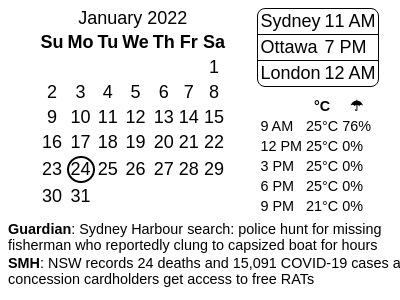 January 2022
Su Mo Tu We Th Fr Sa
1
2 3 4 5 6 7 8
9 10 11 12 13 14 15
16 17 18 19 20 21 22
23 24 25 26 27 28 29
30 31
Sydney 11 AM
Ottawa 7 PM
London 12 AM
°C ☂
9 AM 25°C 76%
12 PM 25°C 0%
3 PM 25°C 0%
6 PM 25°C 0%
9 PM 21°C 0%
Guardian: Sydney Harbour search: police hunt for missing
fisherman who reportedly clung to capsized boat for hours
SMH: NSW records 24 deaths and 15,091 COVID-19 cases a
concession cardholders get access to free RATs